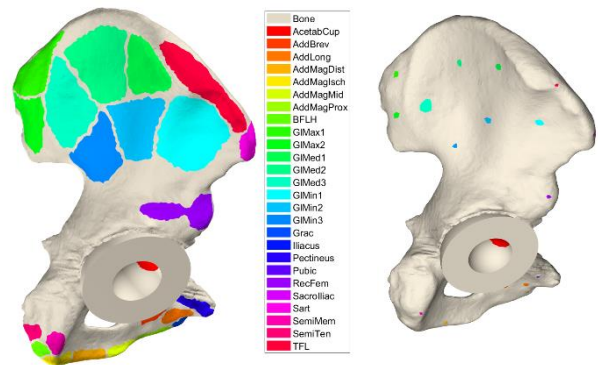 Bone
AcetabCup
AddBrev
AddLong
AddMagDist
AddMagIsch
AddMagMid
AddMagProx
BFLH
GlMax1
GlMax2
GlMed1
GlMed2
GlMed3
GlMin1
GlMin2
GlMin3
Grac
Iliacus
Pectineus
Pubic
RecFem
SacroIliac
Sart
SemiMem
SemiTen
TFL